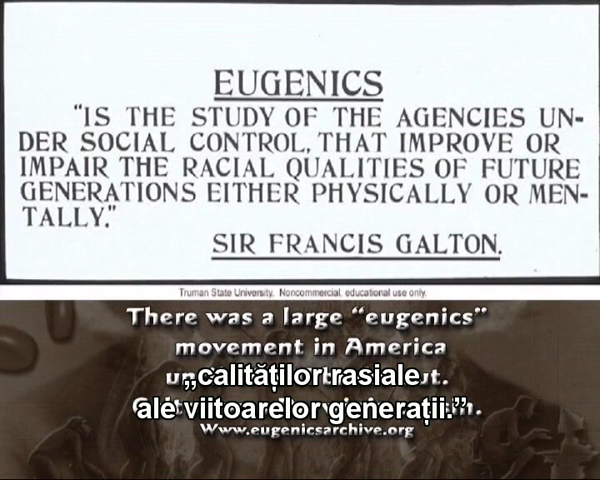 EUGENICS
"IS THE STUDY OF THE AGENCIES UN-
DER SOCIAL CONTROL, THAT IMPROVE OR
IMPAIR THE RACIAL QUALITIES OF FUTURE
GENERATIONS EITHER PHYSICALLY OR MEN-
TALLY."
SIR FRANCIS GALTON.
Truman State University. Noncommercial, educational use only.
There was a large "eugenics"
movement in America
„calităţilor rasiale
ale viitoarelor generaţii.”
Www.eugenicsarchive.org